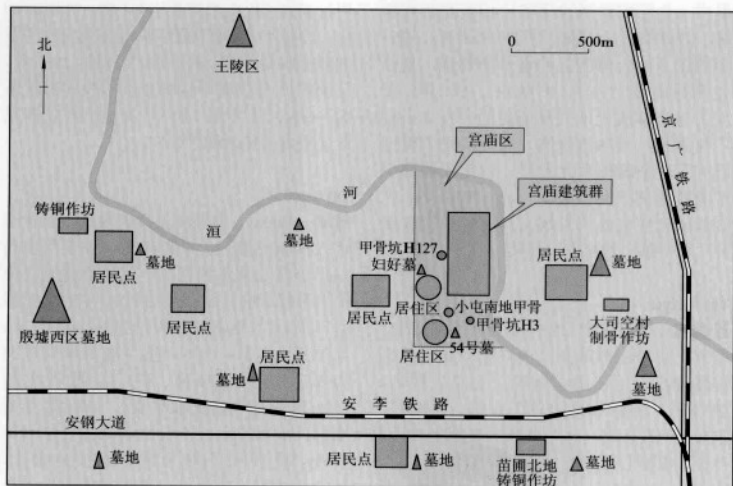 北
王陵区
0 500m
京广铁路
宫庙区
宫庙建筑群
洹
河
铸铜作坊
居民点
墓地
墓地
甲骨坑H127
妇好墓
居民点
墓地
殷墟西区墓地
居民点
居民点
居住区
小屯南地甲骨
甲骨坑H3
大司空村
制骨作坊
居住区
54号墓
居民点
墓地
墓地
安李铁路
安钢大道
墓地
居民点
墓地
苗圃北地
铸铜作坊
墓地